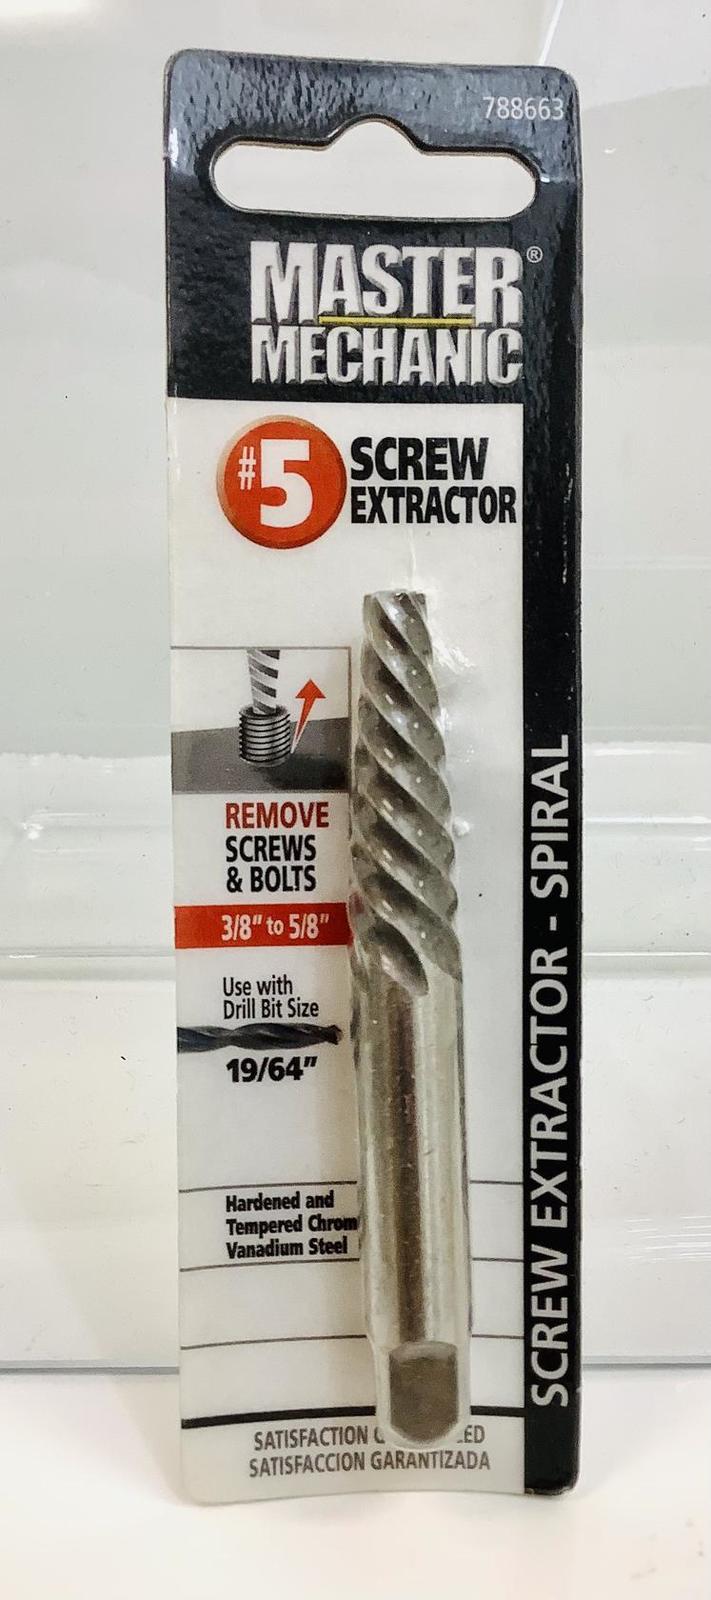 788663
MASTER®
MECHANIC
#5 SCREW
EXTRACTOR
REMOVE
SCREWS
& BOLTS
3/8" to 5/8"
Use with
Drill Bit Size
19/64"
Hardened and
Tempered Chrom
Vanadium Steel
SATISFACTION
SATISFACCION GARANTIZADA
SCREW EXTRACTOR - SPIRAL